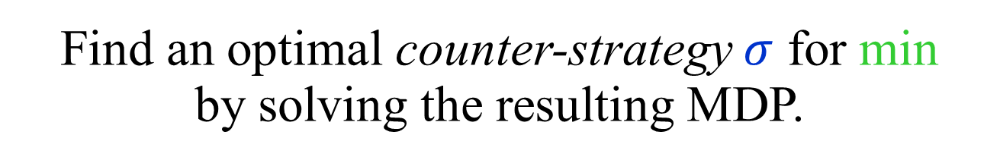 Find an optimal counter-strategy σ for min
by solving the resulting MDP.